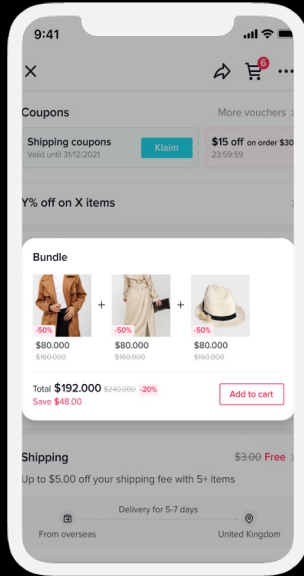 9:41
6
Coupons More vouchers
Shipping coupons
Valid until 31/12/2021
Klaim
$15 off on order $30
23:59:59
Y% off on X items
Bundle
-50% + -50% + -50%
$80.000 $80.000 $80.000
$160.000 $160.000 $160.000
Total $192.000 $240.000 -20%
Save $48.00
Add to cart
Shipping $3.00 Free
Up to $5.00 off your shipping fee with 5+ items
Delivery for 5-7 days
From overseas United Kingdom